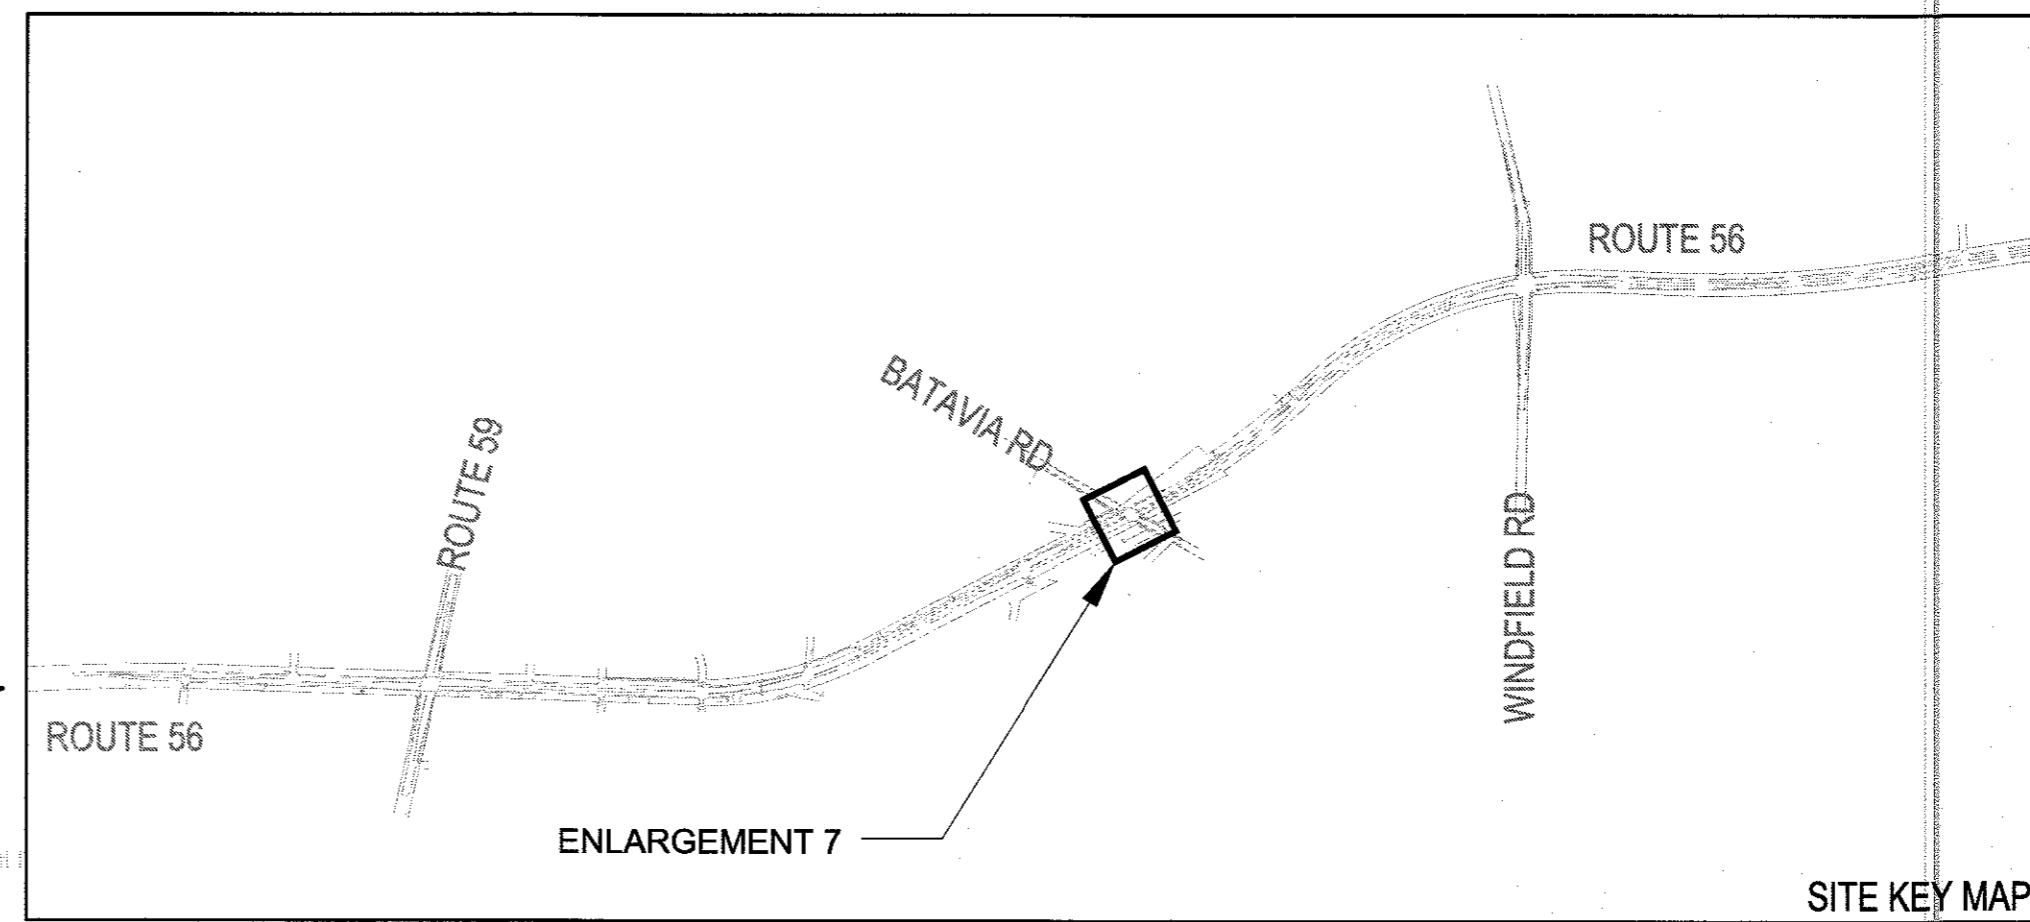 ROUTE 56
BATAVIA RD
ROUTE 59
WINDFIELD RD
ROUTE 56
ENLARGEMENT 7
SITE KEY MAP